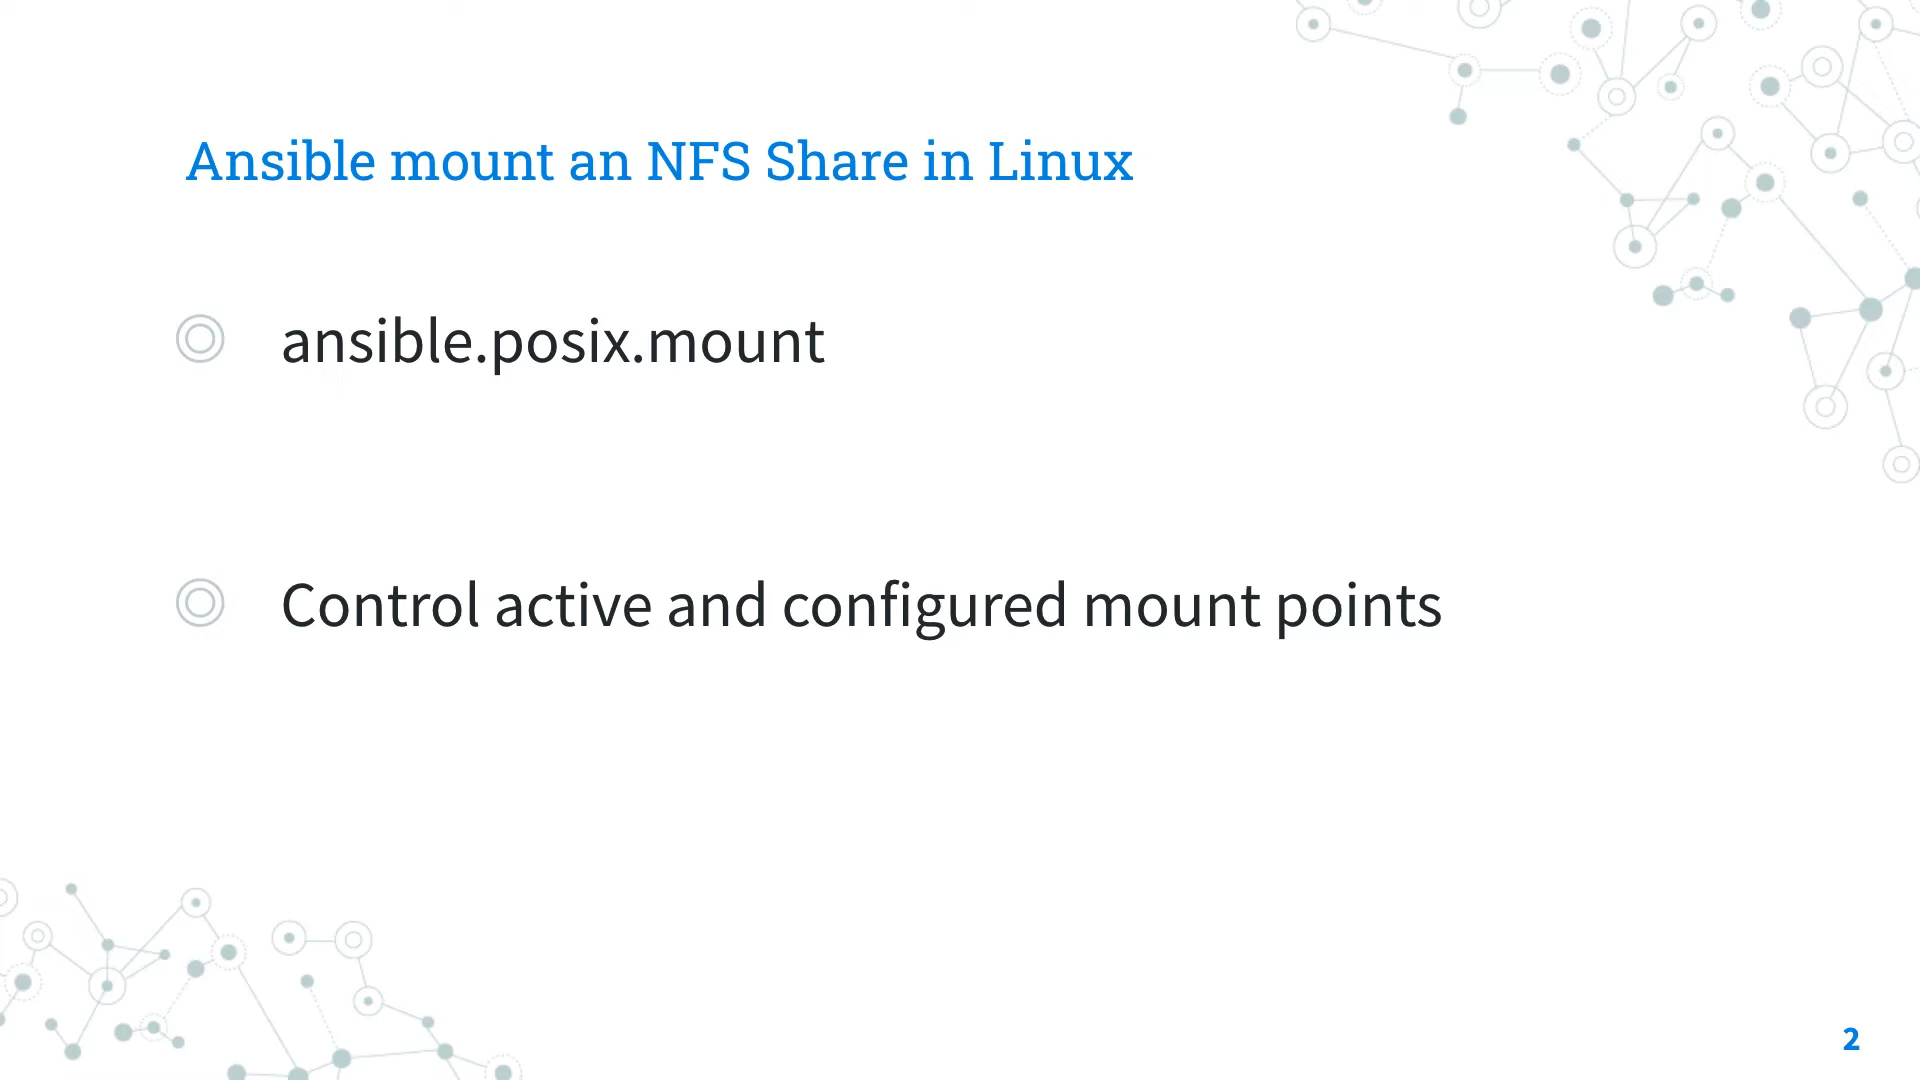 Ansible mount an NFS Share in Linux
ansible.posix.mount
Control active and configured mount points
2